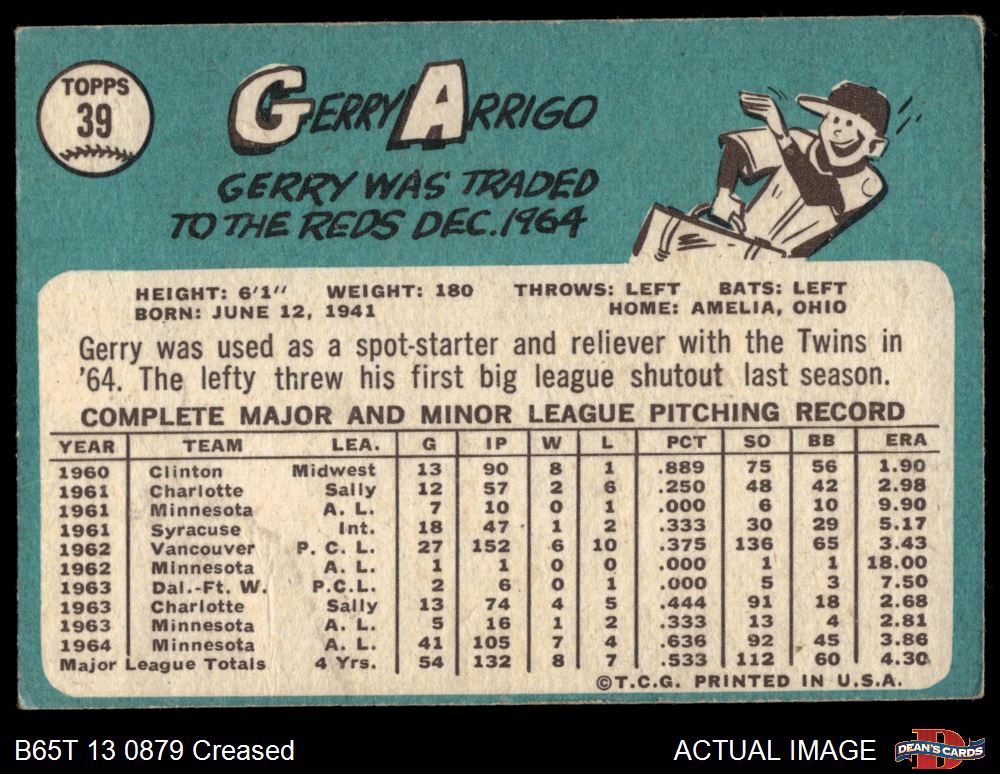 TOPPS
39
GERRY ARRIGO
GERRY WAS TRADED
TO THE REDS DEC. 1964
HEIGHT: 6'1" WEIGHT: 180 THROWS: LEFT BATS: LEFT
BORN: JUNE 12, 1941 HOME: AMELIA, OHIO
Gerry was used as a spot-starter and reliever with the Twins in
'64. The lefty threw his first big league shutout last season.
COMPLETE MAJOR AND MINOR LEAGUE PITCHING RECORD
YEAR TEAM LEA. G IP W L PCT SO BB ERA
1960 Clinton Midwest 13 90 8 1 .889 75 56 1.90
1961 Charlotte Sally 12 57 2 6 .250 48 42 2.98
1961 Minnesota A. L. 7 10 0 1 .000 6 10 9.90
1961 Syracuse Int. 18 47 1 2 .333 30 29 5.17
1962 Vancouver P. C. L. 27 152 6 10 .375 136 65 3.43
1962 Minnesota A. L. 1 1 0 0 .000 1 1 18.00
1963 Dal.-Ft. W. P.C.L. 2 6 0 1 .000 5 3 7.50
1963 Charlotte Sally 13 74 4 5 .444 91 18 2.68
1963 Minnesota A. L. 5 16 1 2 .333 13 4 2.81
1964 Minnesota A. L. 41 105 7 4 .636 92 45 3.86
Major League Totals 4 Yrs. 54 132 8 7 .533 112 60 4.30
©T.C.G. PRINTED IN U.S.A.
B65T 13 0879 Creased ACTUAL IMAGE
D
DEAN'S CARDS